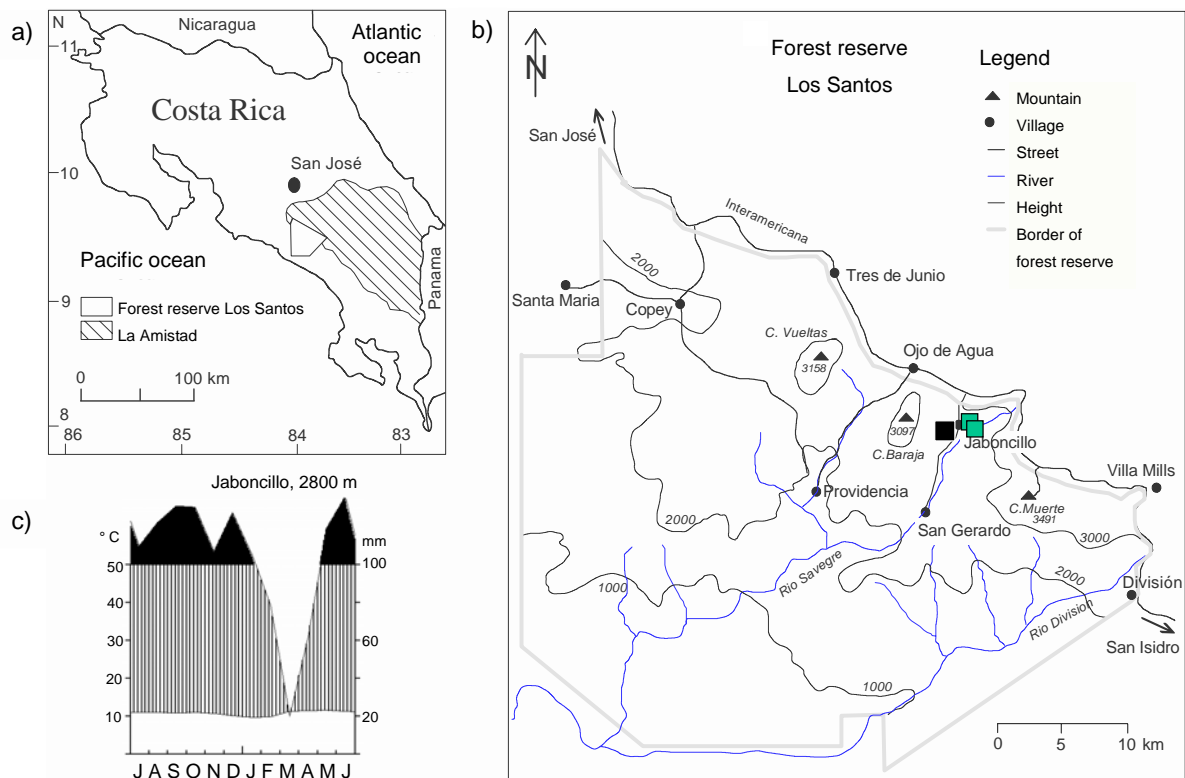 a)
N
Nicaragua
Atlantic
ocean
11
Costa Rica
10
San José
Pacific ocean
9
Panama
Forest reserve Los Santos
La Amistad
0
100 km
8
86
85
84
83
b)
N
Forest reserve
Los Santos
Legend
Mountain
Village
Street
River
Height
Border of
forest reserve
San José
Interamericana
2000
Tres de Junio
Santa Maria
Copey
C. Vueltas
3158
Ojo de Agua
3097
C.Baraja
Jaboncillo
Villa Mills
Providencia
C.Muerte
3491
San Gerardo
2000
3000
Rio Savegre
1000
2000
División
Rio Division
San Isidro
1000
0
5
10 km
c)
Jaboncillo, 2800 m
° C
mm
50
100
40
30
60
20
10
20
J A S O N D J F M A M J